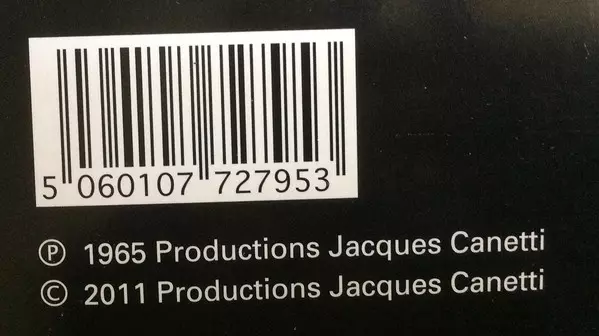 5 060107 727953
℗ 1965 Productions Jacques Canetti
© 2011 Productions Jacques Canetti